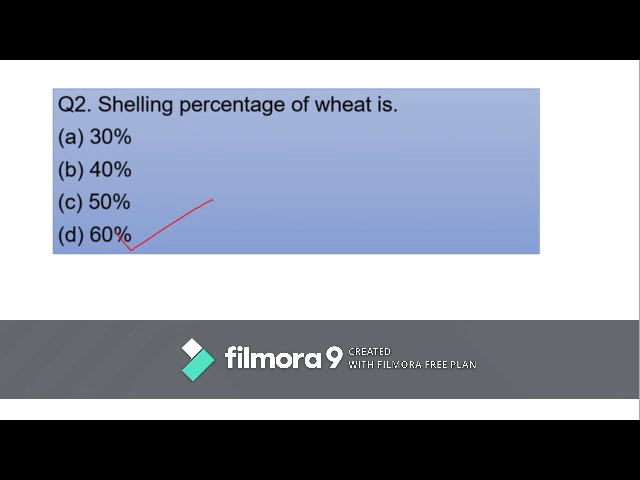 Q2. Shelling percentage of wheat is.
(a) 30%
(b) 40%
(c) 50%
(d) 60%
filmora 9 CREATED
WITH FILMORA FREE PLAN